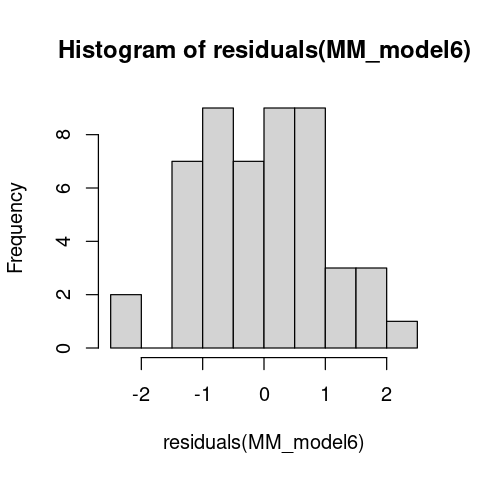 Histogram of residuals(MM_model6)
Frequency
8
6
4
2
0
-2 -1 0 1 2
residuals(MM_model6)